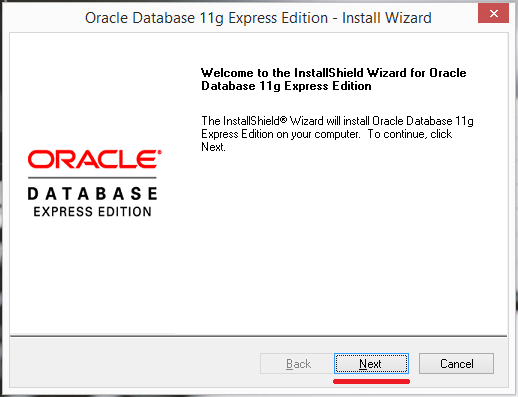 Oracle Database 11g Express Edition - Install Wizard
Welcome to the InstallShield Wizard for Oracle
Database 11g Express Edition
The InstallShield® Wizard will install Oracle Database 11g
Express Edition on your computer. To continue, click
Next.
ORACLE®
DATABASE
EXPRESS EDITION
Back
Next
Cancel